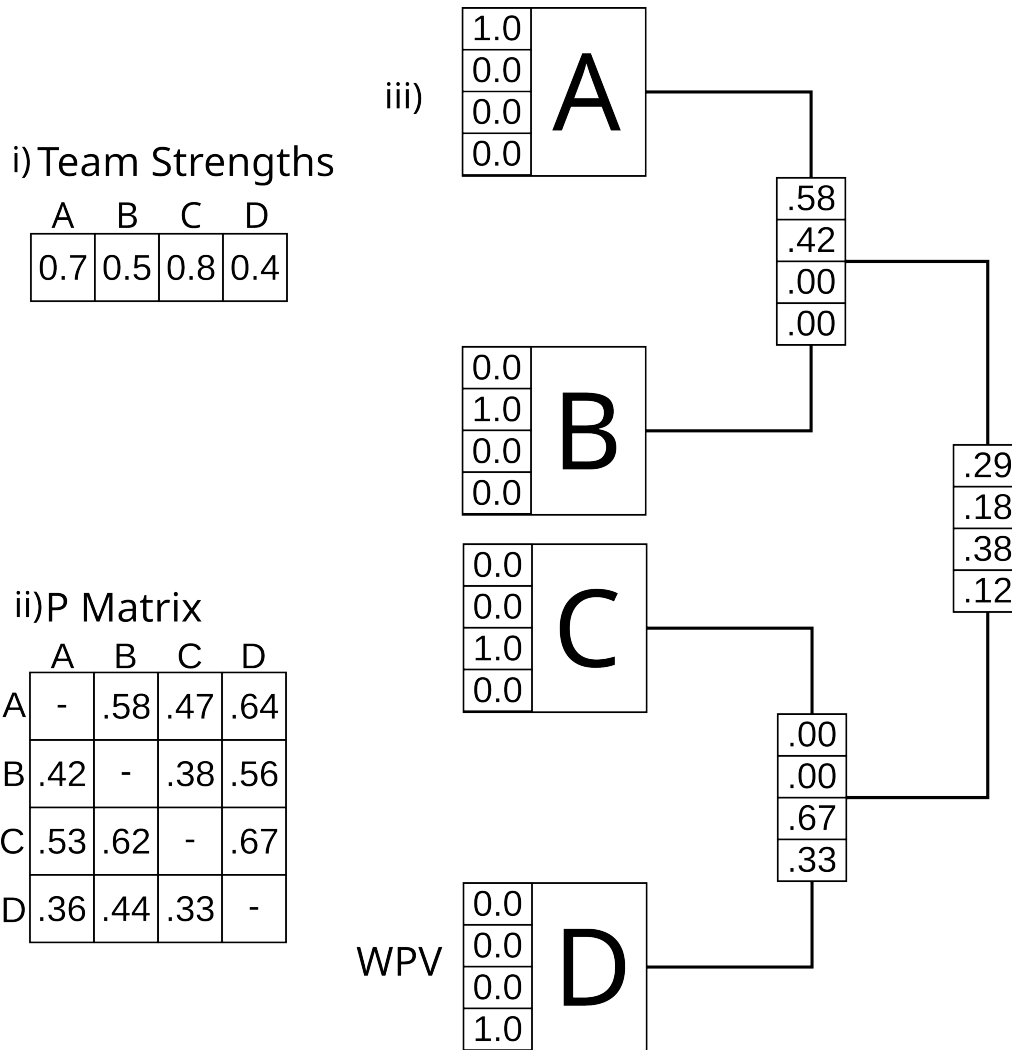 i) Team Strengths
A B C D
0.7 0.5 0.8 0.4
ii) P Matrix
A B C D
A - .58 .47 .64
B .42 - .38 .56
C .53 .62 - .67
D .36 .44 .33 -
iii)
1.0
0.0
0.0
0.0
A
0.0
1.0
0.0
0.0
B
0.0
0.0
1.0
0.0
C
WPV
0.0
0.0
0.0
1.0
D
.58
.42
.00
.00
.00
.00
.67
.33
.29
.18
.38
.12